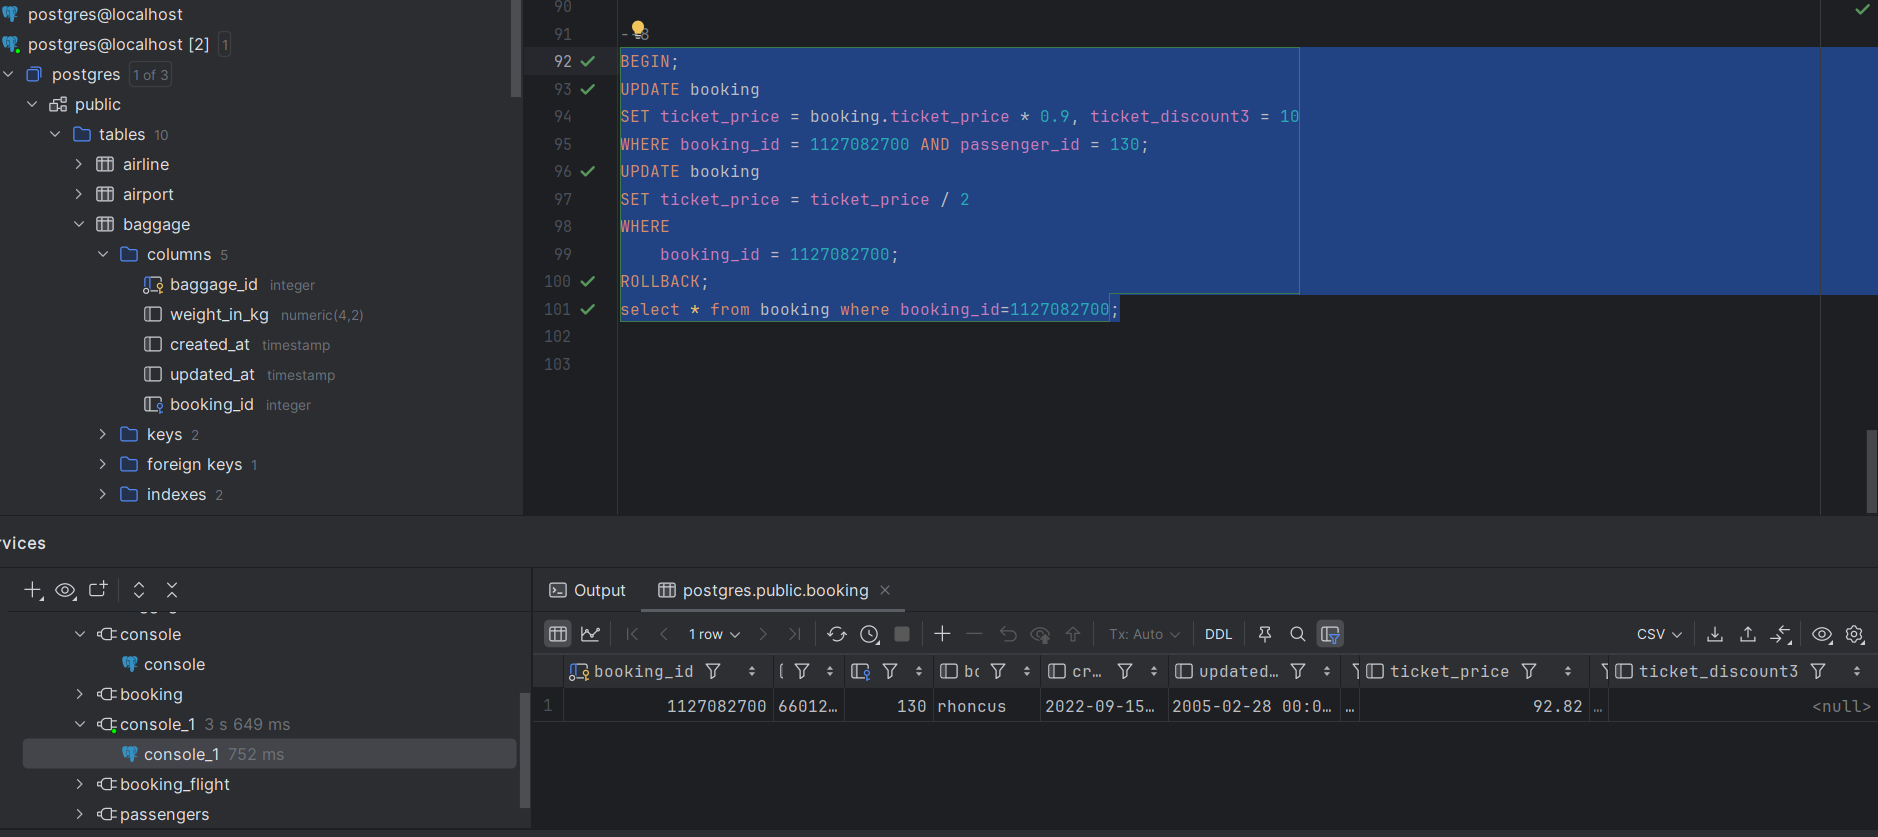 postgres@localhost
postgres@localhost [2] 1
postgres 1 of 3
public
tables 10
airline
airport
baggage
columns 5
baggage_id integer
weight_in_kg numeric(4,2)
created_at timestamp
updated_at timestamp
booking_id integer
keys 2
foreign keys 1
indexes 2
90
91
92 BEGIN;
93 UPDATE booking
94 SET ticket_price = booking.ticket_price * 0.9, ticket_discount3 = 10
95 WHERE booking_id = 1127082700 AND passenger_id = 130;
96 UPDATE booking
97 SET ticket_price = ticket_price / 2
98 WHERE
99 booking_id = 1127082700;
100 ROLLBACK;
101 select * from booking where booking_id=1127082700;
102
103
rvices
console
console
booking
console_1 3 s 649 ms
console_1 752 ms
booking_flight
passengers
Output postgres.public.booking
1 row Tx: Auto DDL CSV
booking_id bo cr... updated... ticket_price ticket_discount3
1 1127082700 66012... 130 rhoncus 2022-09-15... 2005-02-28 00:0... ... 92.82 ... <null>